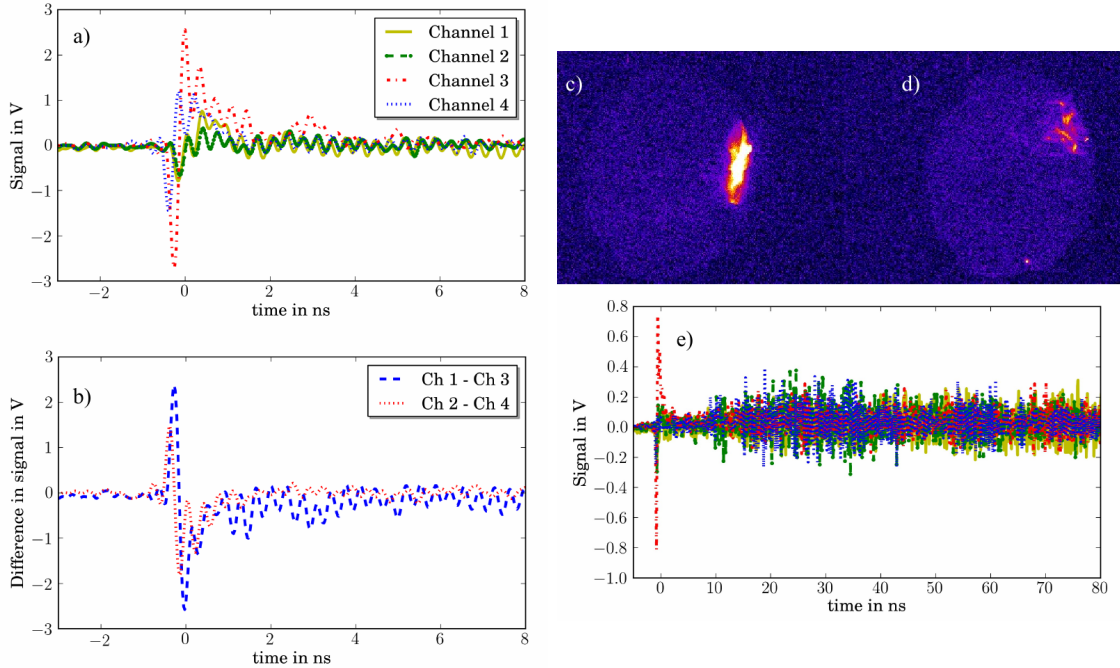 a)
Signal in V
3
2
1
0
−1
−2
−3
Channel 1
Channel 2
Channel 3
Channel 4
−2
0
2
4
6
8
time in ns
b)
Difference in signal in V
3
2
1
0
−1
−2
−3
Ch 1 - Ch 3
Ch 2 - Ch 4
−2
0
2
4
6
8
time in ns
c)
d)
e)
Signal in V
0.8
0.6
0.4
0.2
0.0
−0.2
−0.4
−0.6
−0.8
−1.0
0
10
20
30
40
50
60
70
80
time in ns